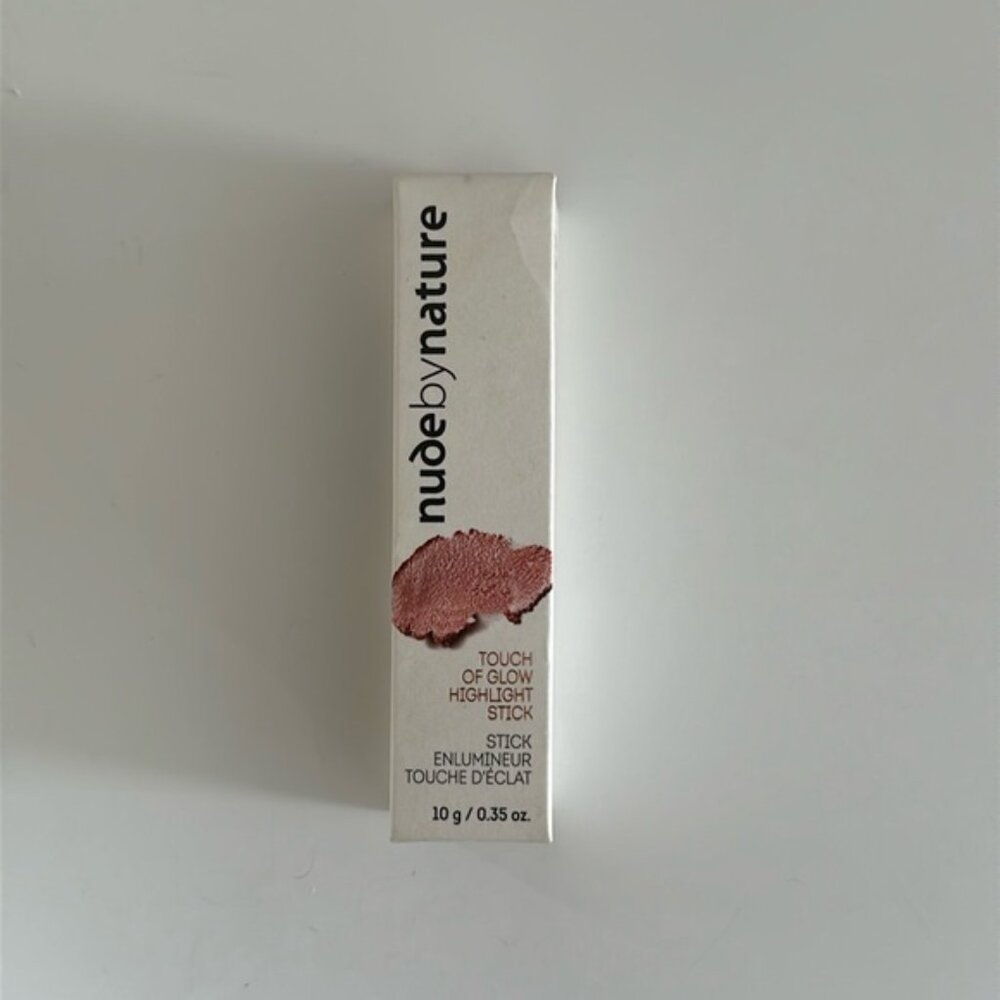 nudebynature
TOUCH
OF GLOW
HIGHLIGHT
STICK
STICK
ENLUMINEUR
TOUCHE D'ÉCLAT
10 g / 0.35 oz.